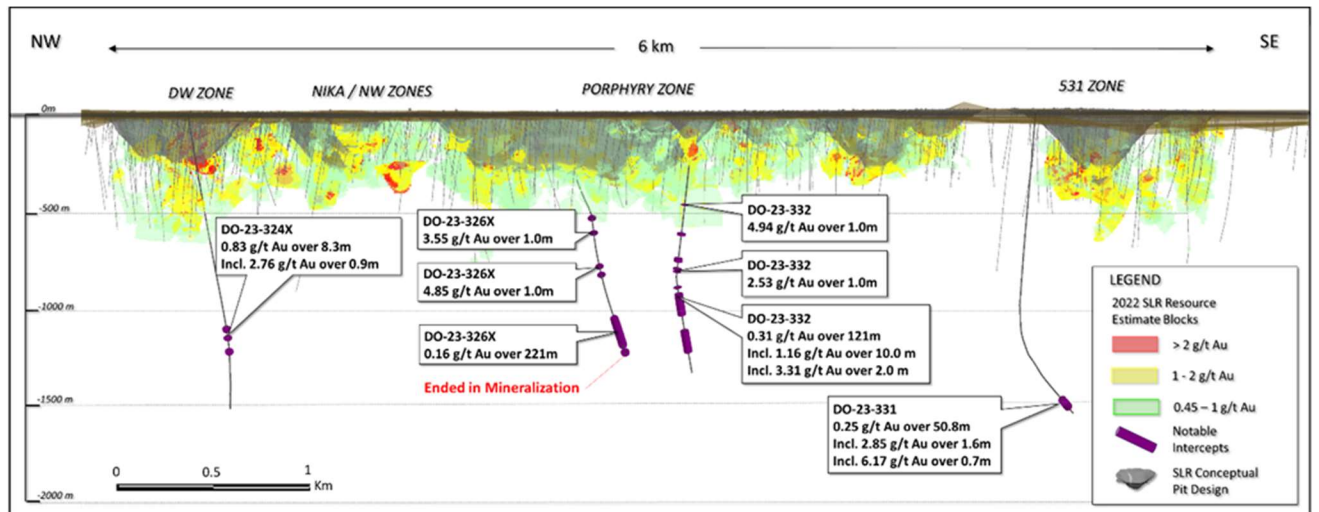 NW
6 km
SE
DW ZONE
NIKA / NW ZONES
PORPHYRY ZONE
531 ZONE
0m
-500 m
-1000 m
-1500 m
-2000 m
DO-23-324X
0.83 g/t Au over 8.3m
Incl. 2.76 g/t Au over 0.9m
DO-23-326X
3.55 g/t Au over 1.0m
DO-23-326X
4.85 g/t Au over 1.0m
DO-23-326X
0.16 g/t Au over 221m
Ended in Mineralization
DO-23-332
4.94 g/t Au over 1.0m
DO-23-332
2.53 g/t Au over 1.0m
DO-23-332
0.31 g/t Au over 121m
Incl. 1.16 g/t Au over 10.0 m
Incl. 3.31 g/t Au over 2.0 m
DO-23-331
0.25 g/t Au over 50.8m
Incl. 2.85 g/t Au over 1.6m
Incl. 6.17 g/t Au over 0.7m
LEGEND
2022 SLR Resource
Estimate Blocks
> 2 g/t Au
1 - 2 g/t Au
0.45 – 1 g/t Au
Notable
Intercepts
SLR Conceptual
Pit Design
0 0.5 1
Km